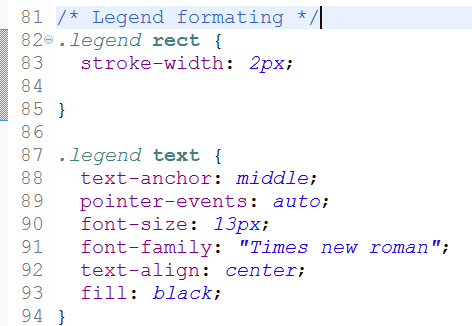 81 /* Legend formating */
82 .legend rect {
83 stroke-width: 2px;
84
85 }
86
87 .legend text {
88 text-anchor: middle;
89 pointer-events: auto;
90 font-size: 13px;
91 font-family: "Times new roman";
92 text-align: center;
93 fill: black;
94 }